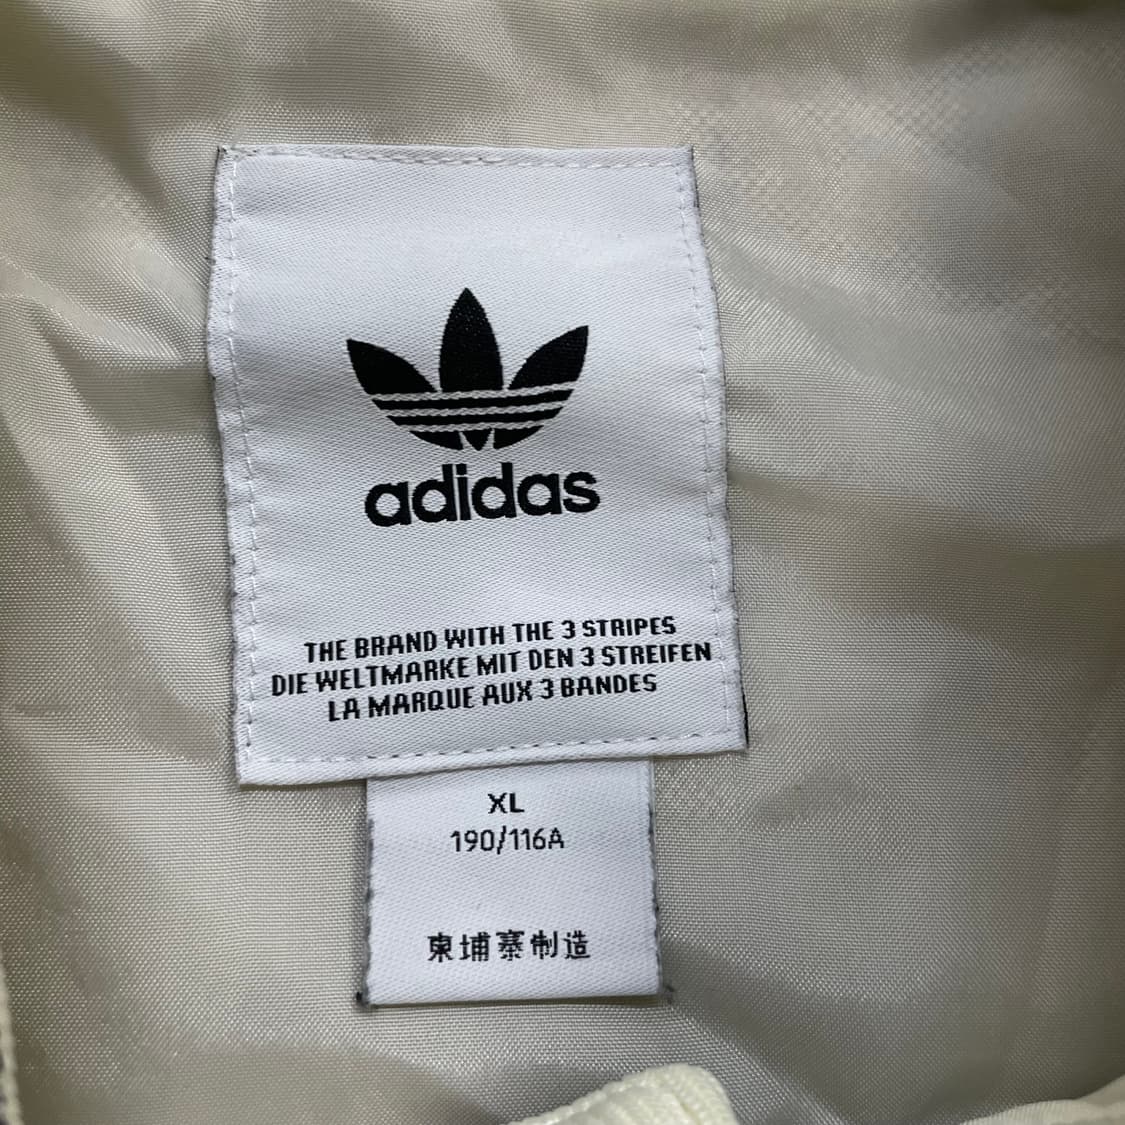 adidas
THE BRAND WITH THE 3 STRIPES
DIE WELTMARKE MIT DEN 3 STREIFEN
LA MARQUE AUX 3 BANDES
XL
190/116A
柬埔寨制造